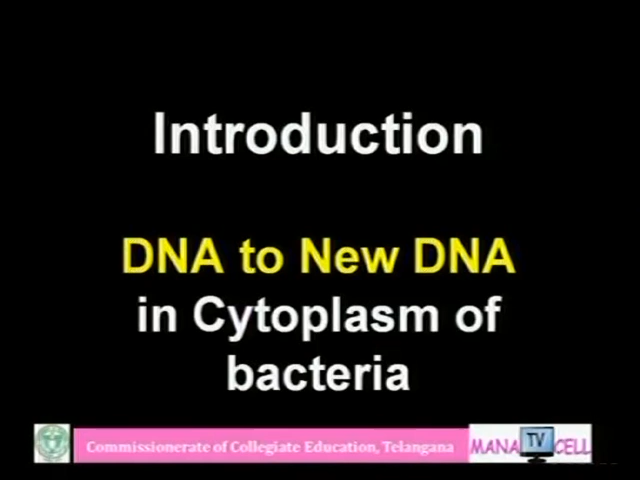 Introduction
DNA to New DNA
in Cytoplasm of
bacteria
Commissionerate of Collegiate Education, Telangana
MANA TV CELL